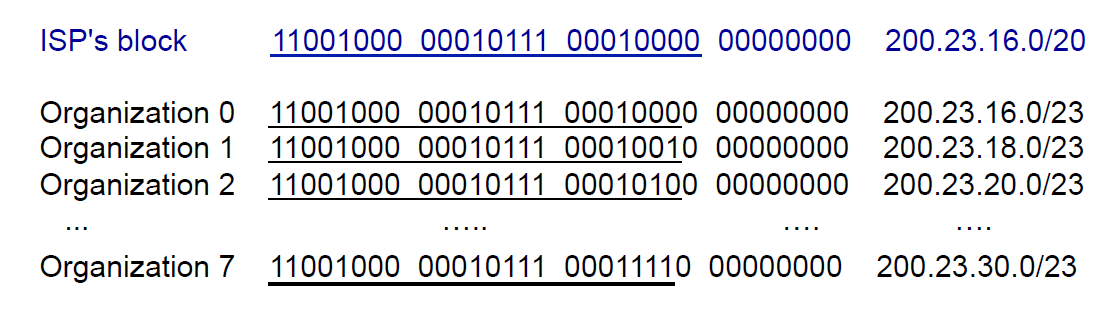 ISP's block 11001000 00010111 00010000 00000000 200.23.16.0/20
Organization 0 11001000 00010111 00010000 00000000 200.23.16.0/23
Organization 1 11001000 00010111 00010010 00000000 200.23.18.0/23
Organization 2 11001000 00010111 00010100 00000000 200.23.20.0/23
... ….. …. ….
Organization 7 11001000 00010111 00011110 00000000 200.23.30.0/23